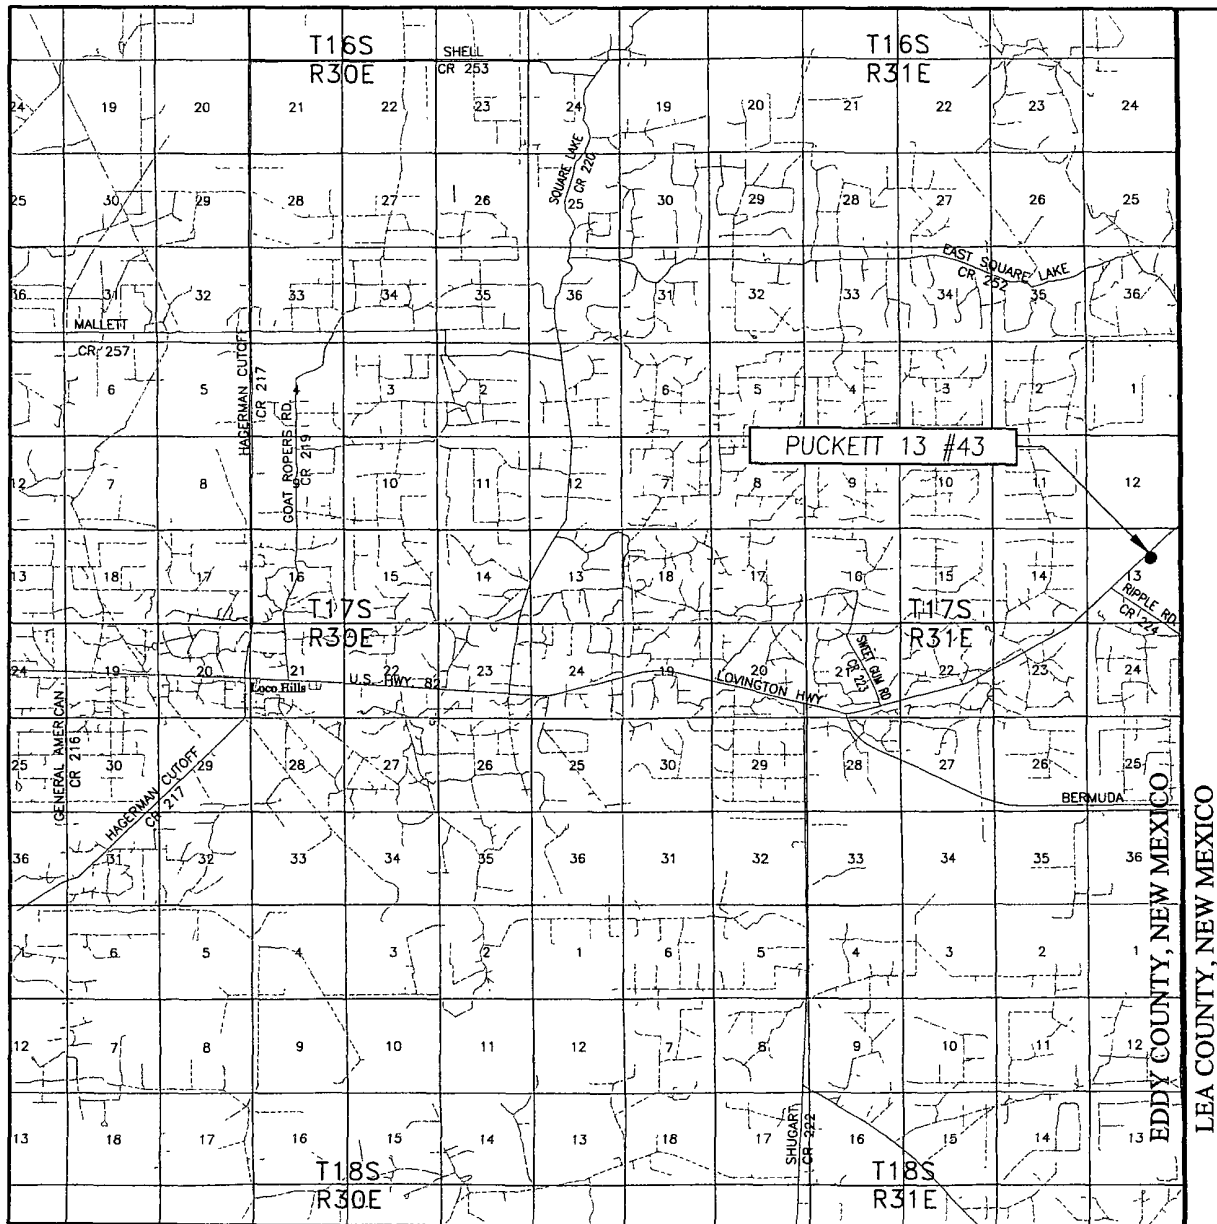 T16S
R30E
SHELL
CR 253
T16S
R31E
24 19 20 21 22 23 24 19 20 21 22 23 24
SQUARE LAKE
CR 220
25 30 29 28 27 26 25 30 29 28 27 26 25
EAST SQUARE LAKE
CR 252
36 31 32 33 34 35 36 31 32 33 34 35 36
MALLETT
CR 257
HAGERMAN CUTOFF
CR 217
6 5 4 3 2 1 6 5 4 3 2 1
GOAT ROPERS RD.
CR 219
PUCKETT 13 #43
12 7 8 9 10 11 12 7 8 9 10 11 12
13 18 17 16 15 14 13 18 17 16 15 14 13
RIPPLE RD.
CR 224
T17S
R30E
T17S
R31E
24 19 20 21 22 23 24 19 20 21 22 23 24
SWEET GUM RD
CR 223
Loco Hills
U.S. HWY. 82
LOVINGTON HWY
GENERAL AMERICAN
CR 216
25 30 29 28 27 26 25 30 29 28 27 26 25
HAGERMAN CUTOFF
CR 217
BERMUDA
36 31 32 33 34 35 36 31 32 33 34 35 36
1 6 5 4 3 2 1 6 5 4 3 2 1
12 7 8 9 10 11 12 7 8 9 10 11 12
13 18 17 16 15 14 13 18 17 16 15 14 13
SHUGART
CR 222
T18S
R30E
T18S
R31E
EDDY COUNTY, NEW MEXICO
LEA COUNTY, NEW MEXICO